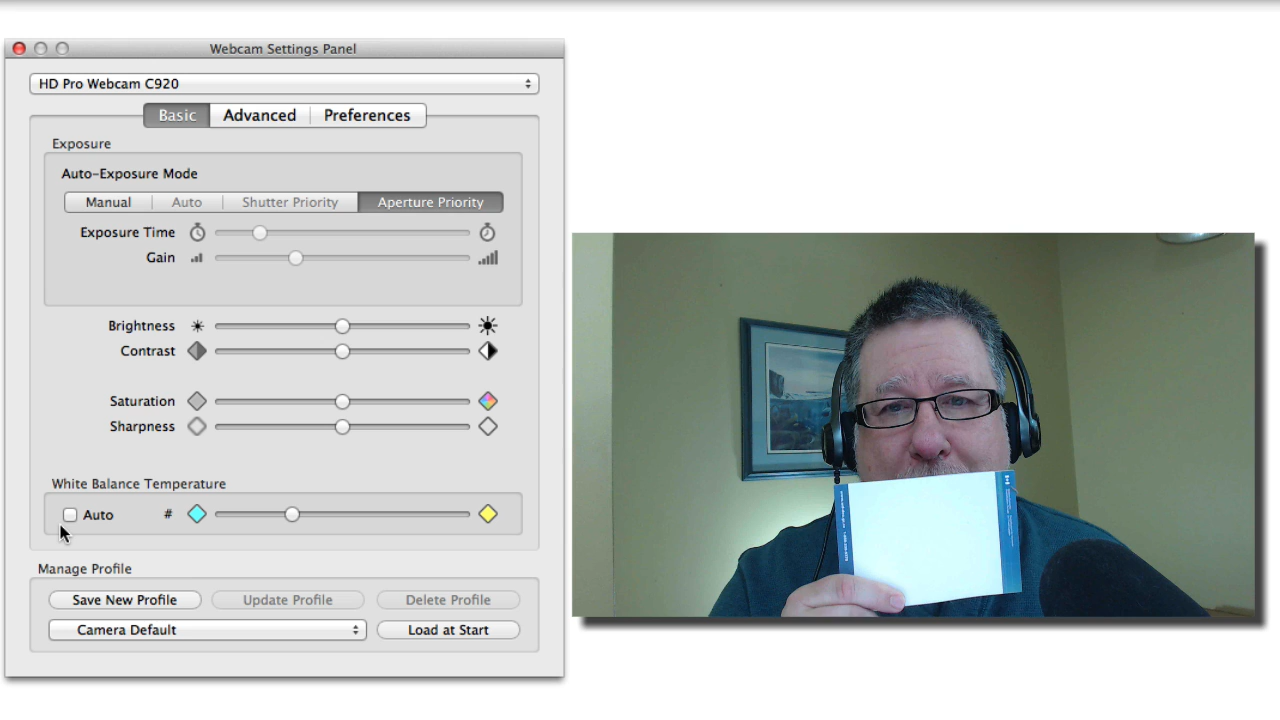 Webcam Settings Panel
HD Pro Webcam C920
Basic Advanced Preferences
Exposure
Auto-Exposure Mode
Manual Auto Shutter Priority Aperture Priority
Exposure Time
Gain
Brightness
Contrast
Saturation
Sharpness
White Balance Temperature
Auto #
Manage Profile
Save New Profile Update Profile Delete Profile
Camera Default Load at Start